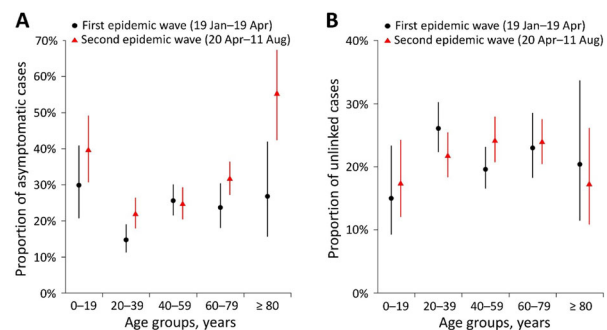 A
First epidemic wave (19 Jan–19 Apr)
Second epidemic wave (20 Apr–11 Aug)
Proportion of asymptomatic cases
70%
60%
50%
40%
30%
20%
10%
0%
0–19 20–39 40–59 60–79 ≥ 80
Age groups, years
B
First epidemic wave (19 Jan–19 Apr)
Second epidemic wave (20 Apr–11 Aug)
Proportion of unlinked cases
40%
30%
20%
10%
0%
0–19 20–39 40–59 60–79 ≥ 80
Age groups, years